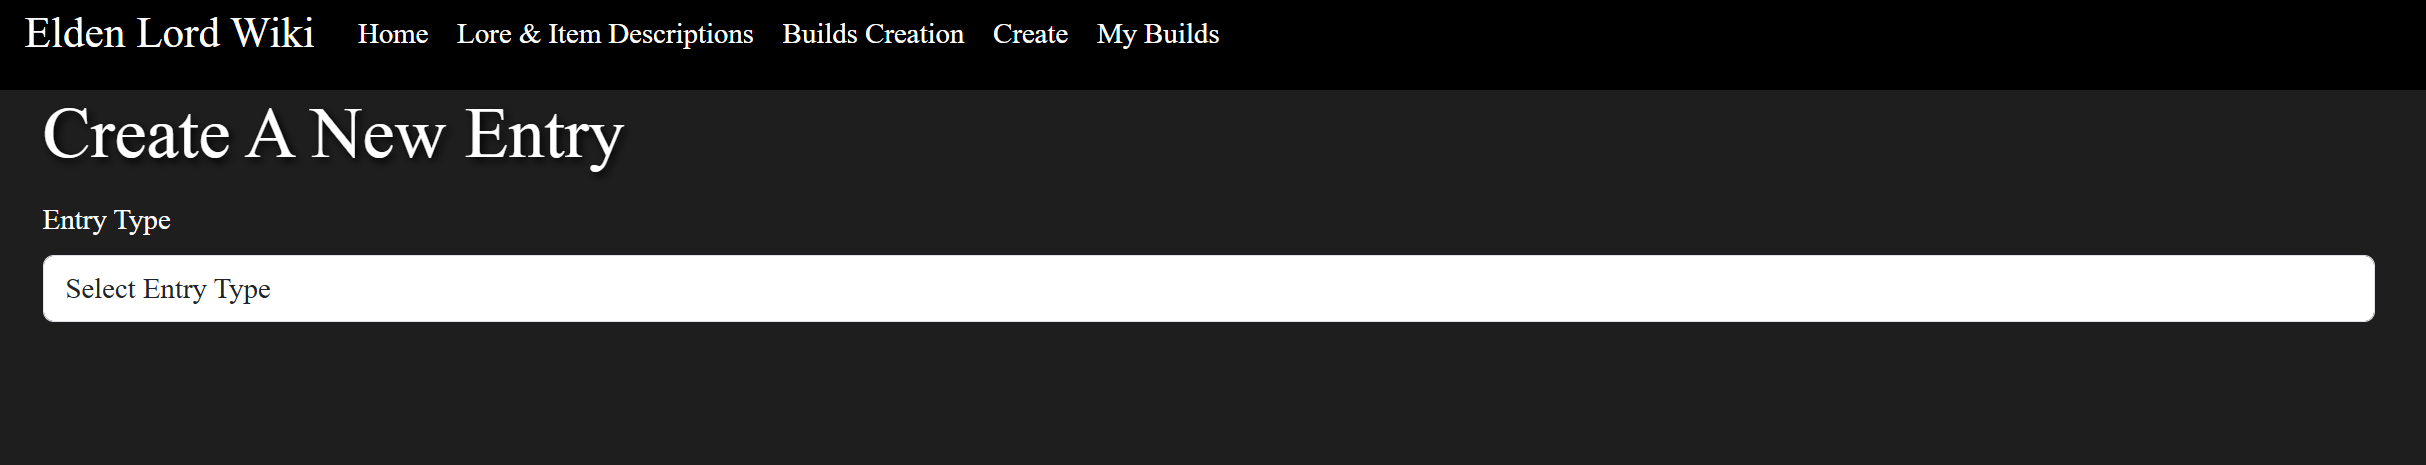 Elden Lord Wiki Home Lore & Item Descriptions Builds Creation Create My Builds
Create A New Entry
Entry Type
Select Entry Type